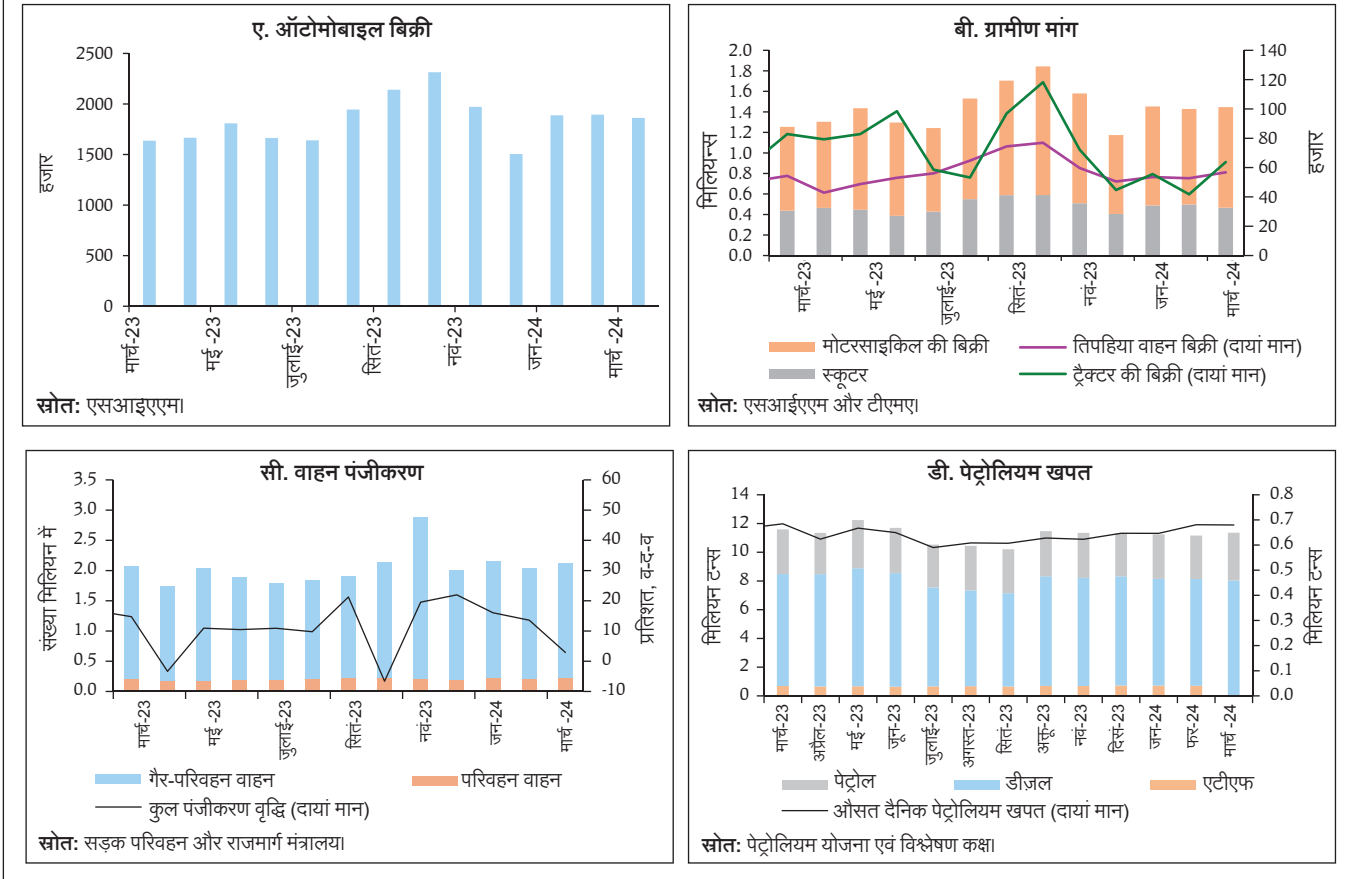 ए. ऑटोमोबाइल बिक्री
2500
2000
1500
1000
500
0
हजार
मार्च-23
मई -23
जुलाई-23
सितं-23
नवं-23
जन-24
मार्च -24
स्रोत: एसआइएएम।
बी. ग्रामीण मांग
2.0
1.8
1.6
1.4
1.2
1.0
0.8
0.6
0.4
0.2
0.0
मिलियन्स
140
120
100
80
60
40
20
0
हजार
मार्च-23
मई -23
जुलाई-23
सितं-23
नवं-23
जन-24
मार्च -24
मोटरसाइकिल की बिक्री
तिपहिया वाहन बिक्री (दायां मान)
स्कूटर
ट्रैक्टर की बिक्री (दायां मान)
स्रोत: एसआईएएम और टीएमए।
सी. वाहन पंजीकरण
3.5
3.0
2.5
2.0
1.5
1.0
0.5
0.0
संख्या मिलियन में
60
50
40
30
20
10
0
-10
प्रतिशत, व-द-व
मार्च-23
मई -23
जुलाई-23
सितं-23
नवं-23
जन-24
मार्च -24
गैर-परिवहन वाहन
परिवहन वाहन
कुल पंजीकरण वृद्धि (दायां मान)
स्रोत: सड़क परिवहन और राजमार्ग मंत्रालय।
डी. पेट्रोलियम खपत
14
12
10
8
6
4
2
0
मिलियन टन्स
0.8
0.7
0.6
0.5
0.4
0.3
0.2
0.1
0.0
मिलियन टन्स
मार्च-23
अप्रैल-23
मई -23
जून-23
जुलाई-23
अगस्त-23
सितं-23
अक्तू-23
नवं-23
दिसं-23
जन-24
फर-24
मार्च -24
पेट्रोल
डीज़ल
एटीएफ
औसत दैनिक पेट्रोलियम खपत (दायां मान)
स्रोत: पेट्रोलियम योजना एवं विश्लेषण कक्ष।